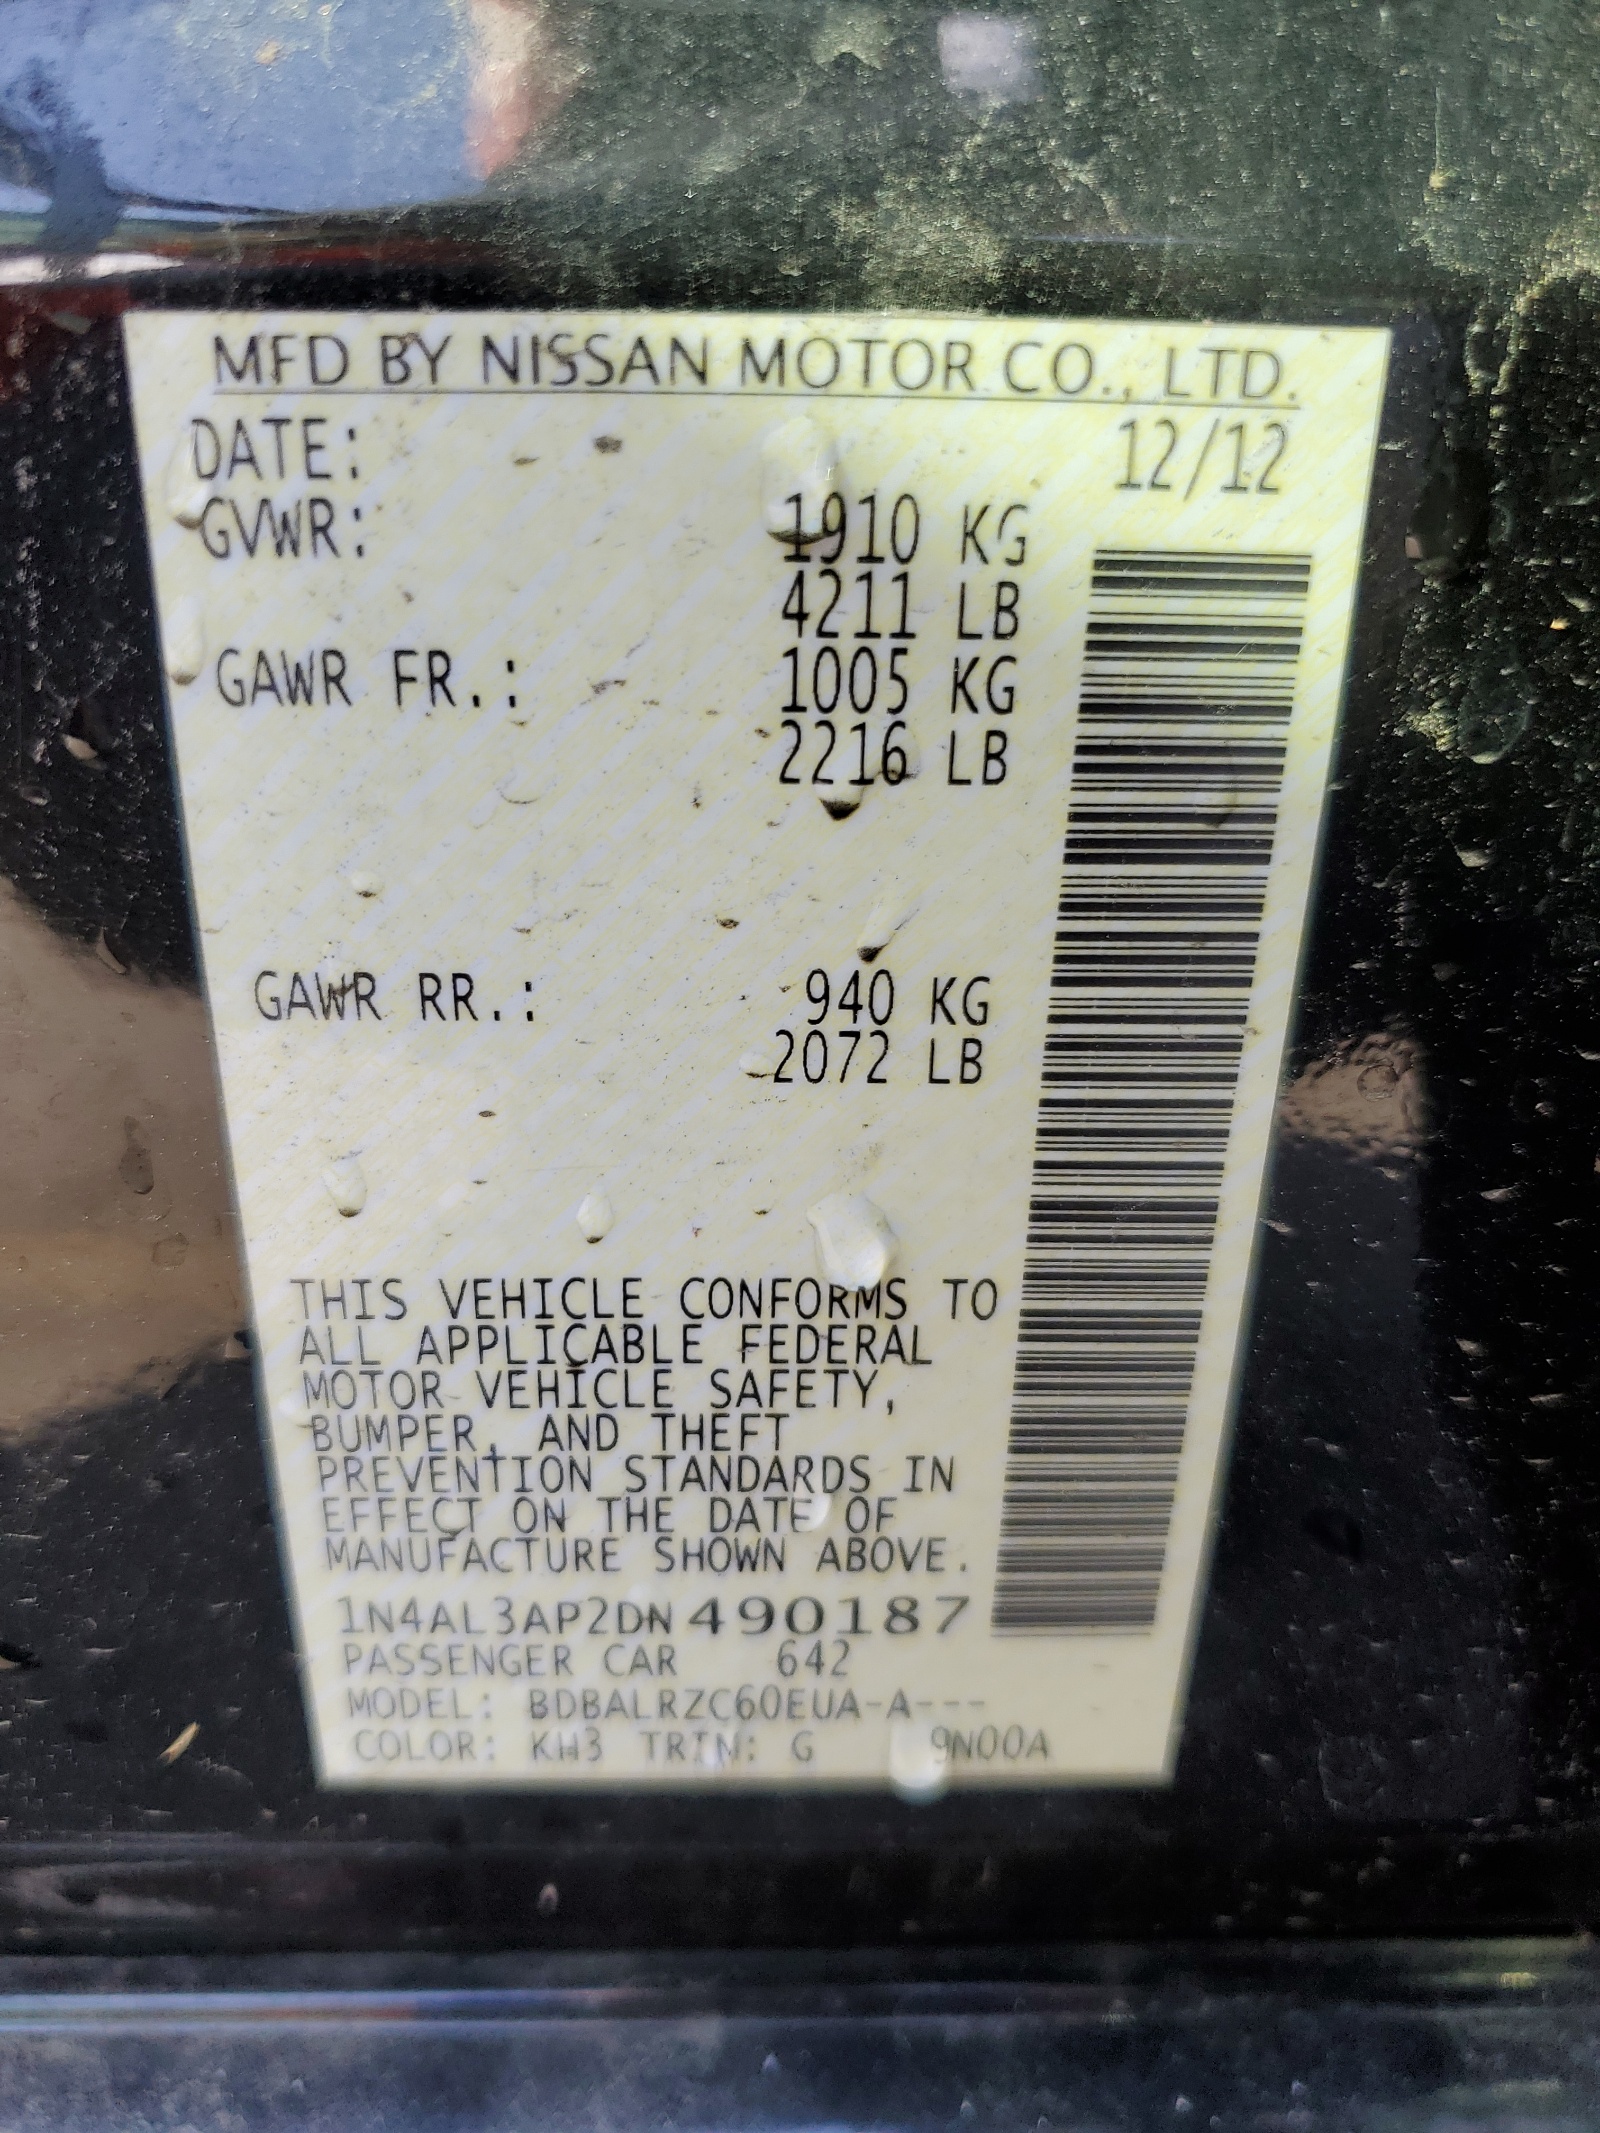 MFD BY NISSAN MOTOR CO., LTD.
DATE: 12/12
GVWR: 1910 KG
4211 LB
GAWR FR.: 1005 KG
2216 LB
GAWR RR.: 940 KG
2072 LB
THIS VEHICLE CONFORMS TO
ALL APPLICABLE FEDERAL
MOTOR VEHICLE SAFETY,
BUMPER, AND THEFT
PREVENTION STANDARDS IN
EFFECT ON THE DATE OF
MANUFACTURE SHOWN ABOVE.
1N4AL3AP2DN490187
PASSENGER CAR 642
MODEL: BDBALRZC60EUA-A---
COLOR: KH3 TRIM: G 9N00A